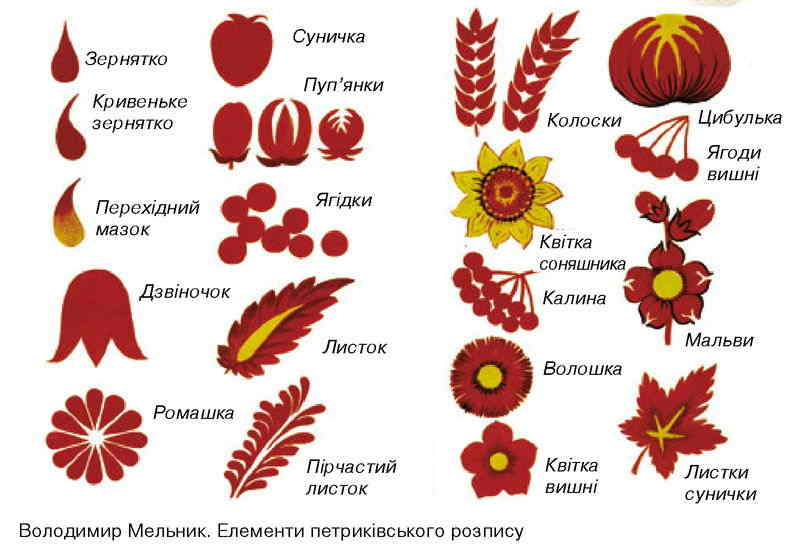 Зернятко
Кривеньке
зернятко
Перехідний
мазок
Дзвіночок
Ромашка
Суничка
Пуп’янки
Ягідки
Листок
Пірчастий
листок
Колоски
Квітка
соняшника
Калина
Волошка
Квітка
вишні
Цибулька
Ягоди
вишні
Мальви
Листки
сунички
Володимир Мельник. Елементи петриківського розпису